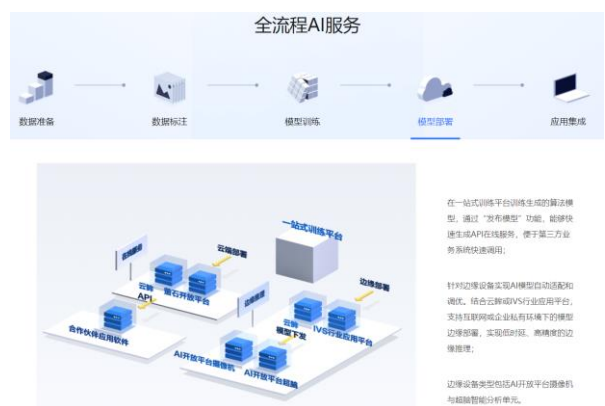 全流程AI服务
数据准备
数据标注
模型训练
模型部署
应用集成
一站式训练平台
云端部署
在线服务
云眸
萤石开放平台
API
边缘部署
边缘推理
合作伙伴应用软件
云眸
IVS行业应用平台
模型下发
AI开放平台摄像机
AI开放平台超脑
在一站式训练平台训练生成的算法模
型，通过“发布模型”功能，能够快
速生成API在线服务，便于第三方业
务系统快速调用；
针对边缘设备实现AI模型自动适配和
调优。结合云眸或IVS行业应用平台，
支持互联网或企业私有环境下的模型
边缘部署，实现低时延、高精度的边
缘推理；
边缘设备类型包括AI开放平台摄像机
与超脑智能分析单元。